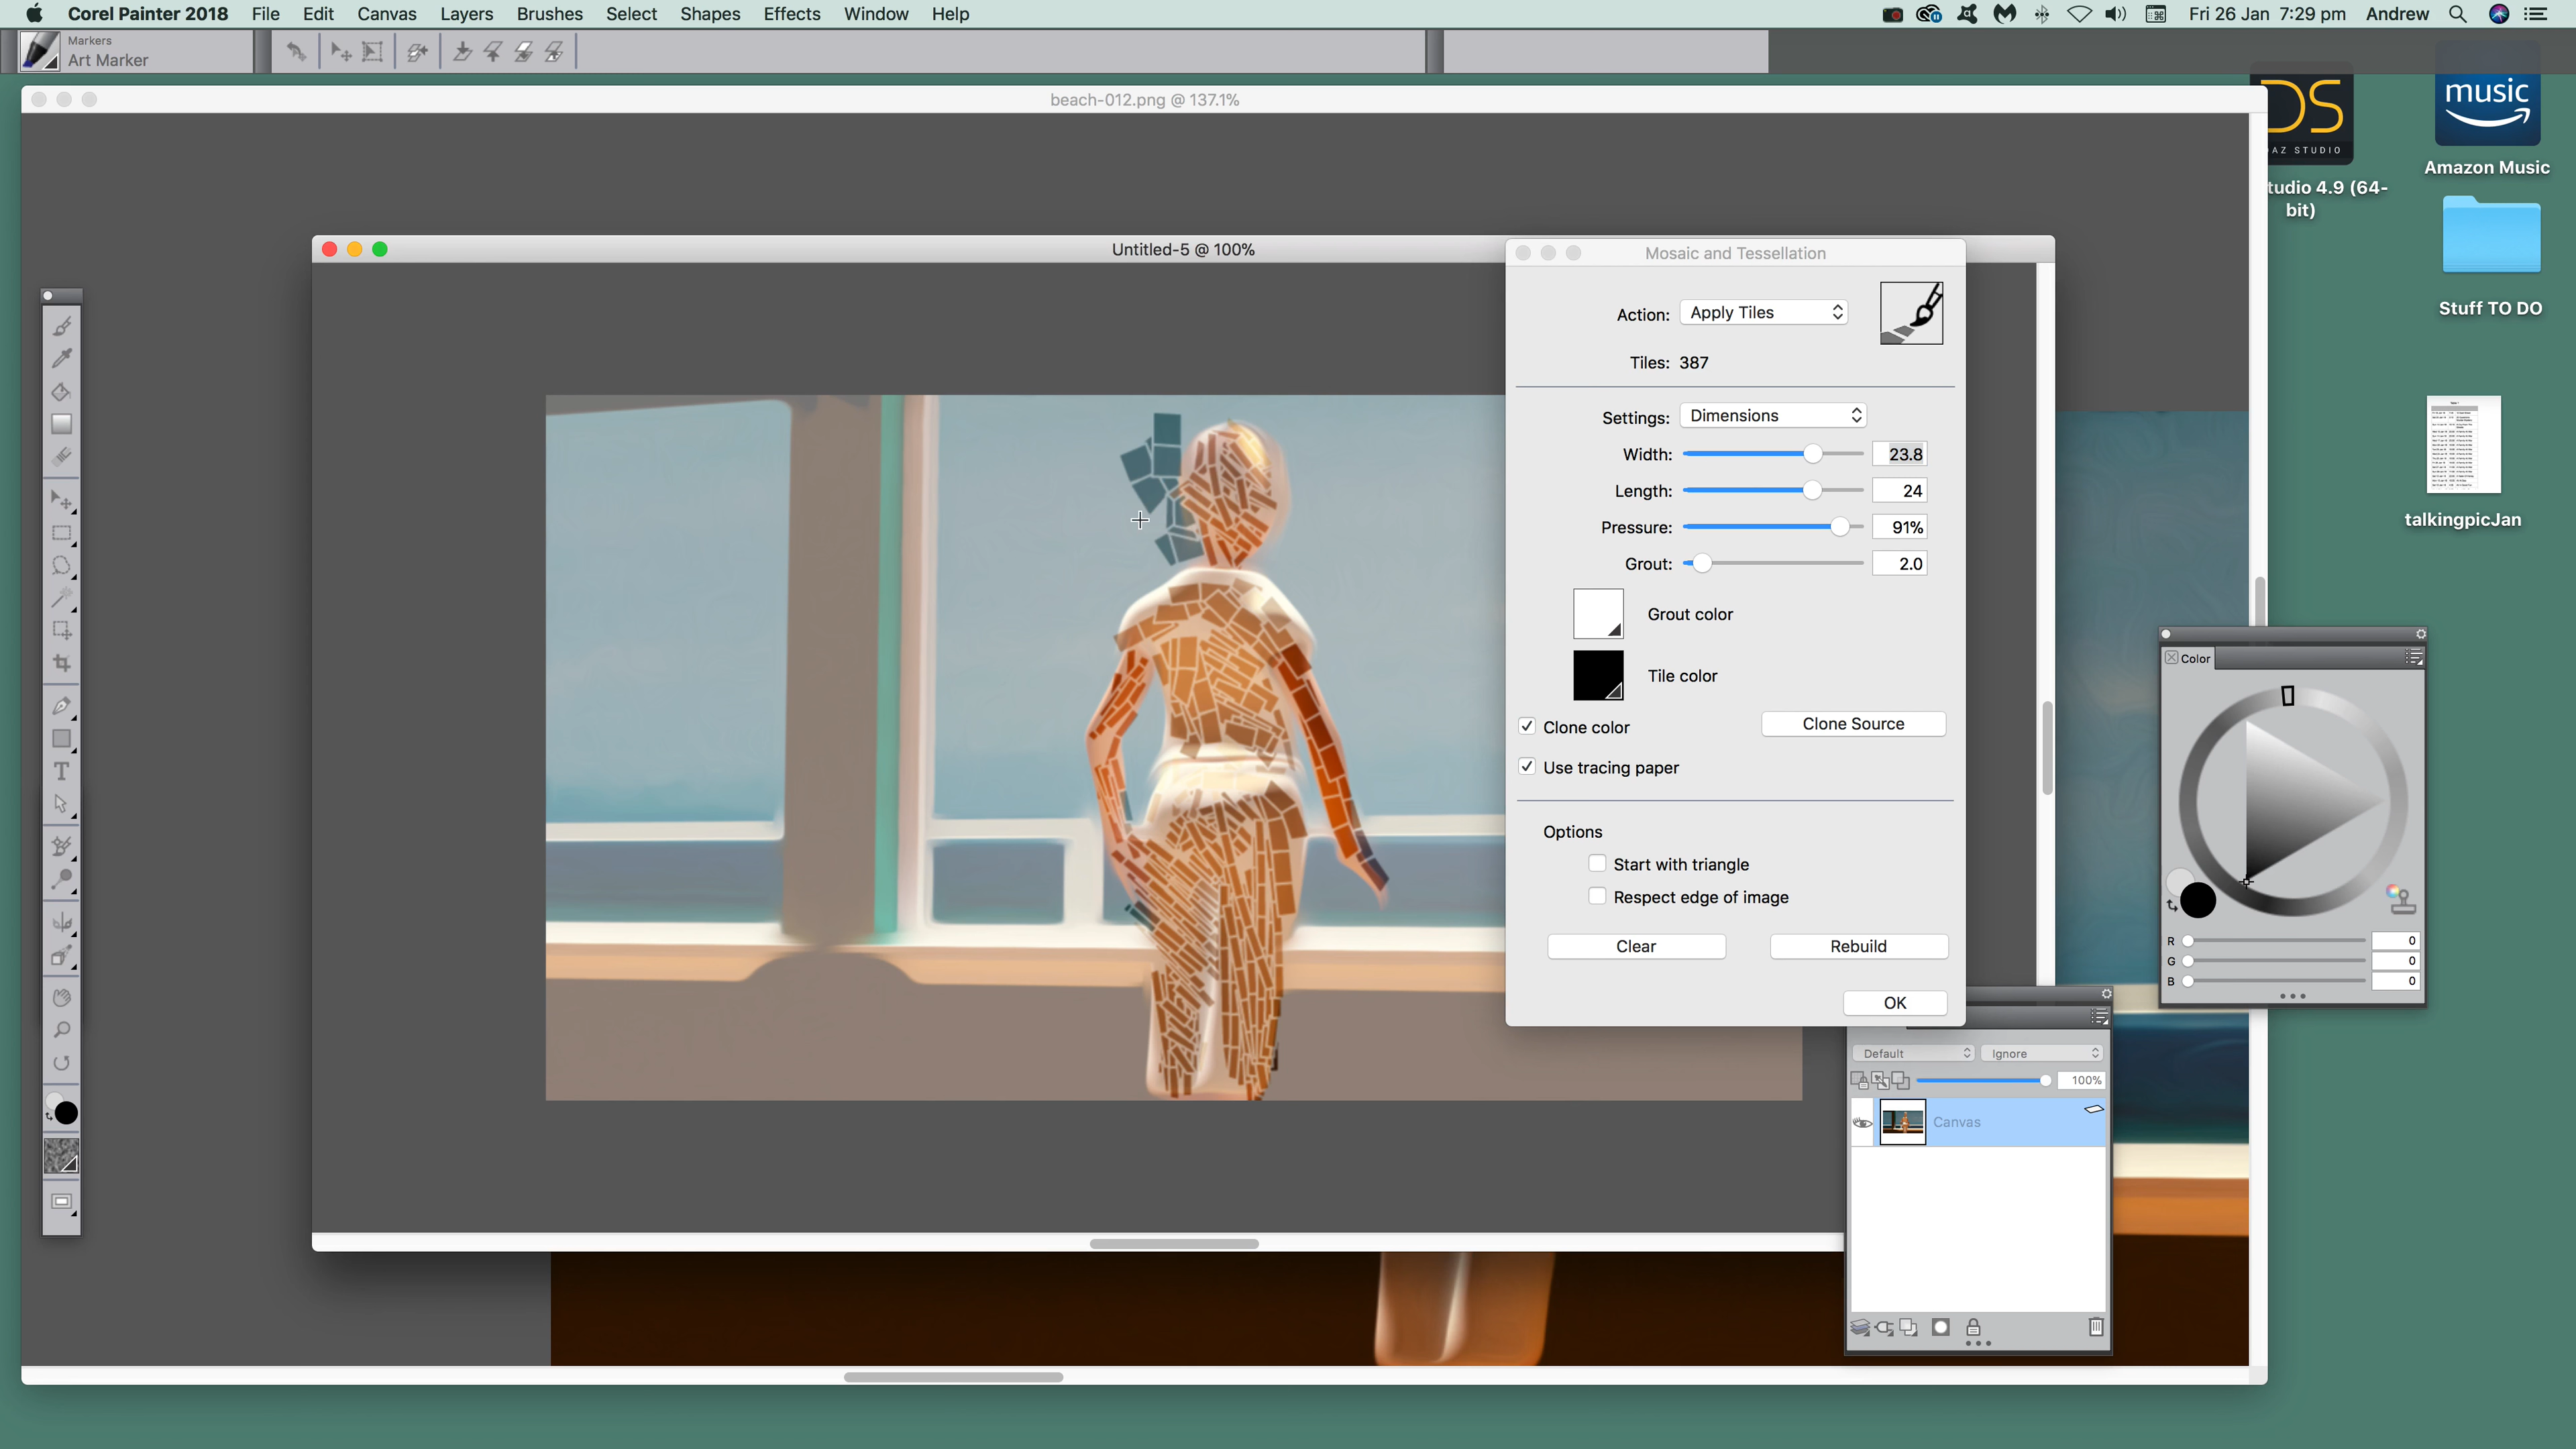 Corel Painter 2018 File Edit Canvas Layers Brushes Select Shapes Effects Window Help
Fri 26 Jan 7:29 pm Andrew
Markers
Art Marker
beach-012.png @ 137.1%
DS
AZ STUDIO
tudio 4.9 (64-
bit)
music
Amazon Music
Stuff TO DO
talkingpicJan
Untitled-5 @ 100%
Mosaic and Tessellation
Action: Apply Tiles
Tiles: 387
Settings: Dimensions
Width: 23.8
Length: 24
Pressure: 91%
Grout: 2.0
Grout color
Tile color
Clone color Clone Source
Use tracing paper
Options
Start with triangle
Respect edge of image
Clear Rebuild
OK
Color
R 0
G 0
B 0
Default Ignore
100%
Canvas
T